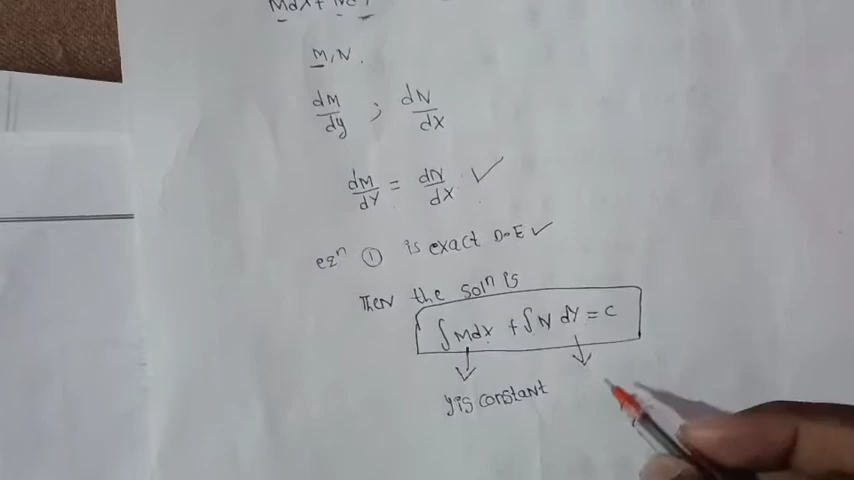 Mdx +
M, N.
dM/dy ; dN/dx
dM/dy = dN/dx ✓
eqⁿ ① is exact D.E ✓
Then the solⁿ is
∫Mdx + ∫N dy = c
y is constant